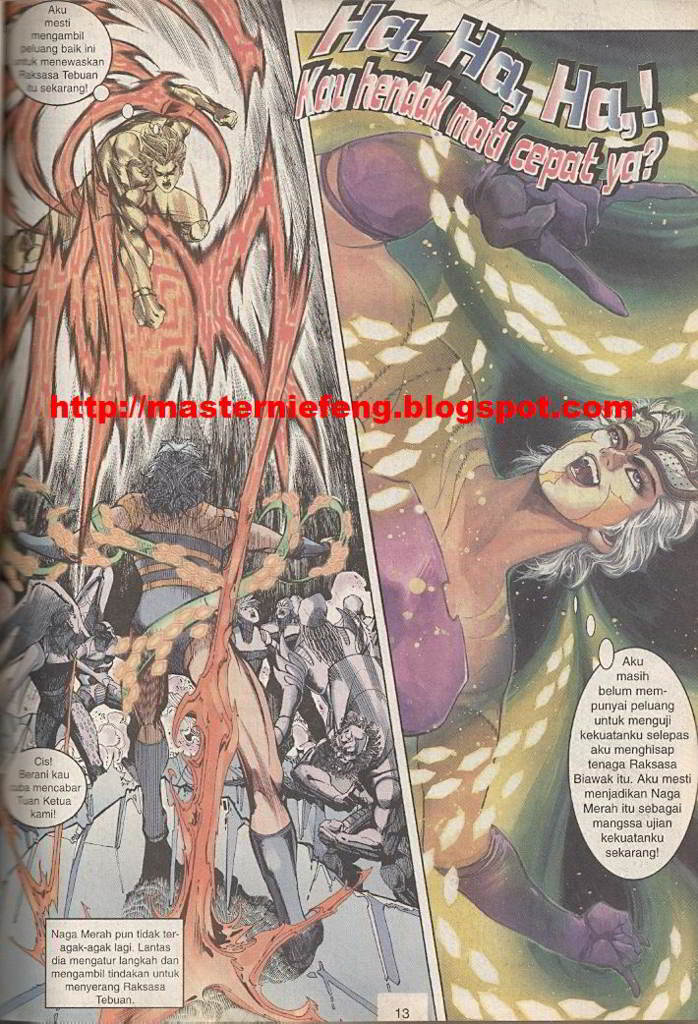 Aku
mesti
mengambil
peluang baik ini
untuk menewaskan
Raksasa Tebuan
itu sekarang!
Ha, Ha, Ha,!
Kau hendak mati cepat ya?
http://masterniefeng.blogspot.com
Aku
masih
belum mem-
punyai peluang
untuk menguji
kekuatanku selepas
aku menghisap
tenaga Raksasa
Biawak itu. Aku mesti
menjadikan Naga
Merah itu sebagai
mangssa ujian
kekuatanku
sekarang!
Cis!
Berani kau
cuba mencabar
Tuan Ketua
kami!
Naga Merah pun tidak ter-
agak-agak lagi. Lantas
dia mengatur langkah dan
mengambil tindakan untuk
menyerang Raksasa
Tebuan.
13